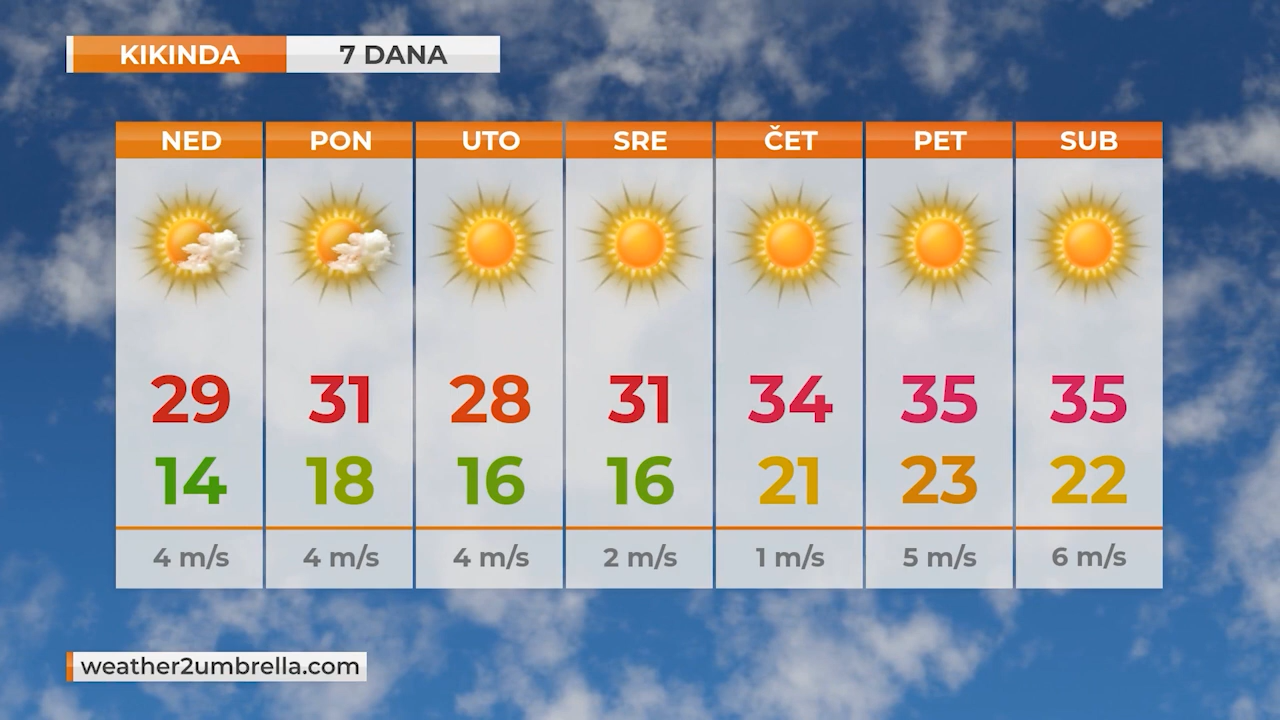 KIKINDA 7 DANA
NED PON UTO SRE ČET PET SUB
29 31 28 31 34 35 35
14 18 16 16 21 23 22
4 m/s 4 m/s 4 m/s 2 m/s 1 m/s 5 m/s 6 m/s
weather2umbrella.com